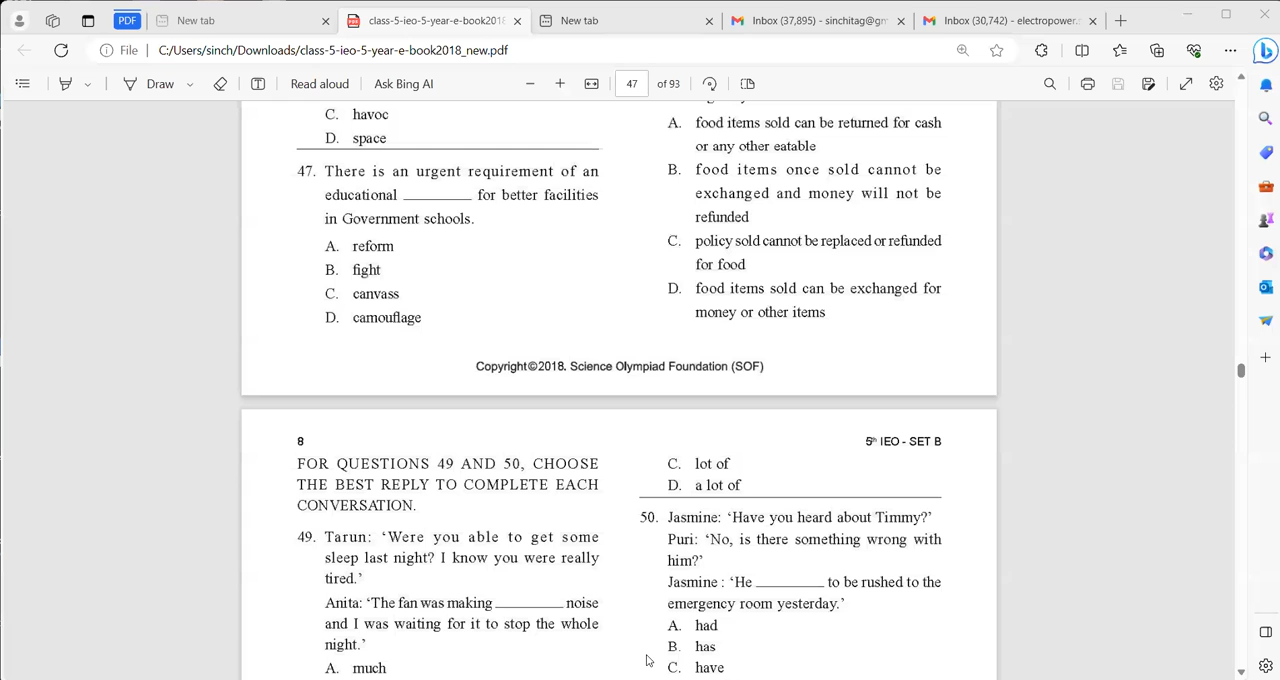 PDF
New tab
class-5-ieo-5-year-e-book2018
New tab
Inbox (37,895) - sinchitag@gm
Inbox (30,742) - electropower.s
File
C:/Users/sinch/Downloads/class-5-ieo-5-year-e-book2018_new.pdf
Draw
Read aloud
Ask Bing AI
47
of 93
C. havoc
D. space
47. There is an urgent requirement of an
educational ________ for better facilities
in Government schools.
A. reform
B. fight
C. canvass
D. camouflage
A. food items sold can be returned for cash
or any other eatable
B. food items once sold cannot be
exchanged and money will not be
refunded
C. policy sold cannot be replaced or refunded
for food
D. food items sold can be exchanged for
money or other items
Copyright©2018. Science Olympiad Foundation (SOF)
8
5th IEO - SET B
FOR QUESTIONS 49 AND 50, CHOOSE
THE BEST REPLY TO COMPLETE EACH
CONVERSATION.
49. Tarun: ‘Were you able to get some
sleep last night? I know you were really
tired.’
Anita: ‘The fan was making ________ noise
and I was waiting for it to stop the whole
night.’
A. much
C. lot of
D. a lot of
50. Jasmine: ‘Have you heard about Timmy?’
Puri: ‘No, is there something wrong with
him?’
Jasmine : ‘He ________ to be rushed to the
emergency room yesterday.’
A. had
B. has
C. have